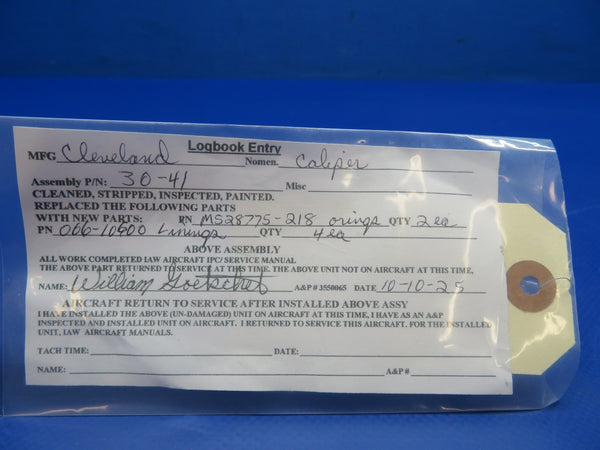 Logbook Entry
MFG Cleveland Nomen. Caliper
Assembly P/N: 30-41 Misc
CLEANED, STRIPPED, INSPECTED, PAINTED.
REPLACED THE FOLLOWING PARTS
WITH NEW PARTS: PN MS28775-218 orings QTY 2 ea
PN 066-10600 Linings QTY 4 ea
ABOVE ASSEMBLY
ALL WORK COMPLETED IAW AIRCRAFT IPC/ SERVICE MANUAL
THE ABOVE PART RETURNED TO SERVICE AT THIS TIME. THE ABOVE UNIT NOT ON AIRCRAFT AT THIS TIME,
NAME: William A&P# 3550065 DATE 10-10-25
AIRCRAFT RETURN TO SERVICE AFTER INSTALLED ABOVE ASSY
I HAVE INSTALLED THE ABOVE (UN-DAMAGED) UNIT ON AIRCRAFT AT THIS TIME, I HAVE AS AN A&P
INSPECTED AND INSTALLED UNIT ON AIRCRAFT. I RETURNED TO SERVICE THIS AIRCRAFT. FOR THE INSTALLED
UNIT, IAW AIRCRAFT MANUALS.
TACH TIME: DATE:
NAME: A&P #